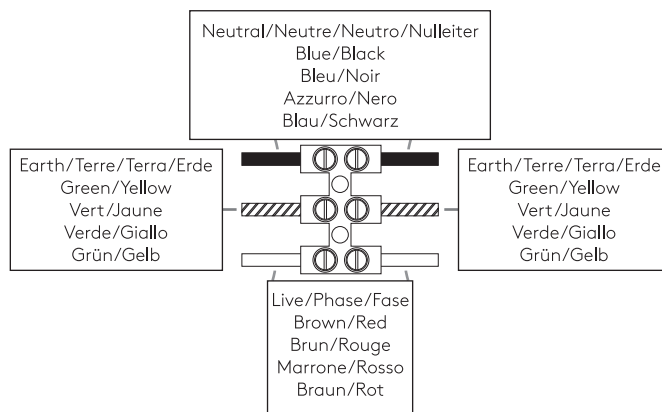 Neutral/Neutre/Neutro/Nulleiter
Blue/Black
Bleu/Noir
Azzurro/Nero
Blau/Schwarz
Earth/Terre/Terra/Erde
Green/Yellow
Vert/Jaune
Verde/Giallo
Grün/Gelb
Earth/Terre/Terra/Erde
Green/Yellow
Vert/Jaune
Verde/Giallo
Grün/Gelb
Live/Phase/Fase
Brown/Red
Brun/Rouge
Marrone/Rosso
Braun/Rot